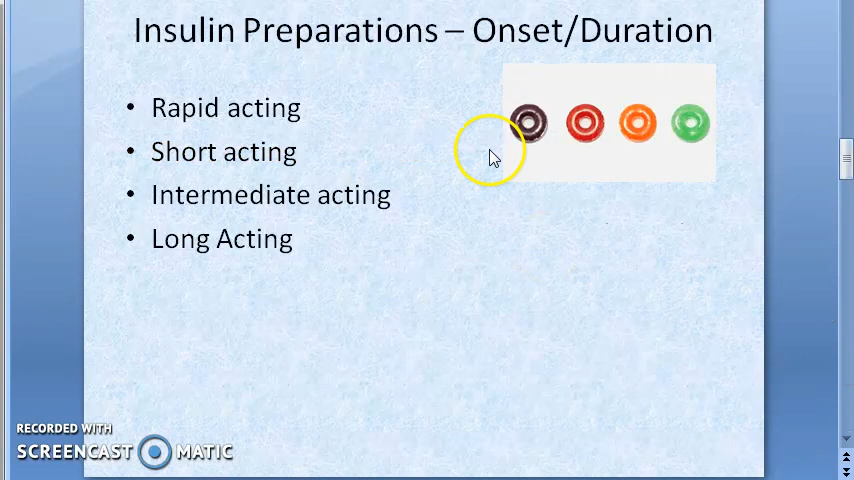 Insulin Preparations – Onset/Duration
• Rapid acting
• Short acting
• Intermediate acting
• Long Acting
RECORDED WITH
SCREENCAST MATIC